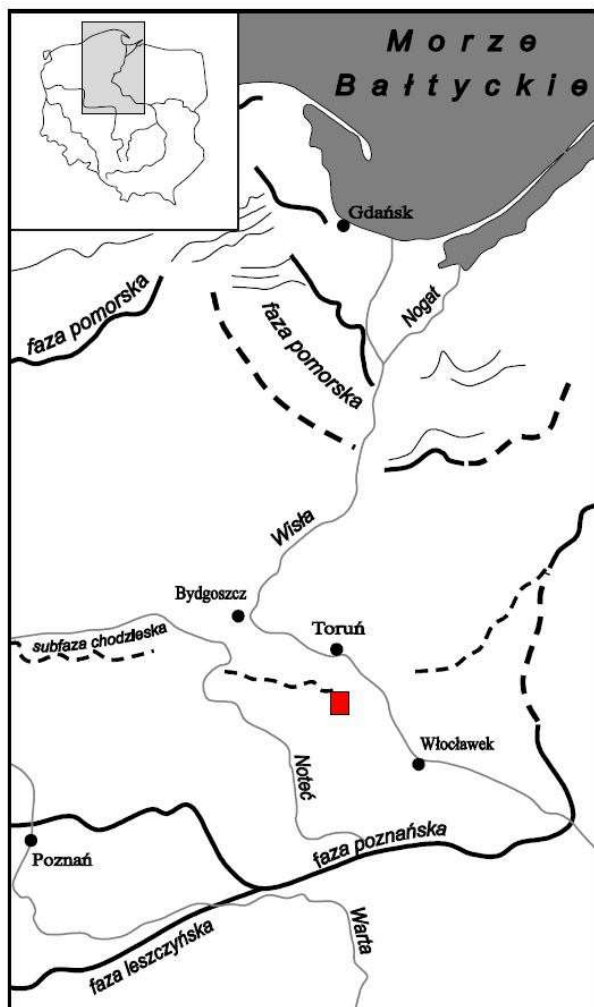 Morze
Bałtyckie
Gdańsk
Nogat
faza pomorska
faza pomorska
Wisła
Bydgoszcz
Toruń
subfaza chodzieska
Włocławek
Noteć
faza poznańska
Poznań
Warta
faza leszczyńska